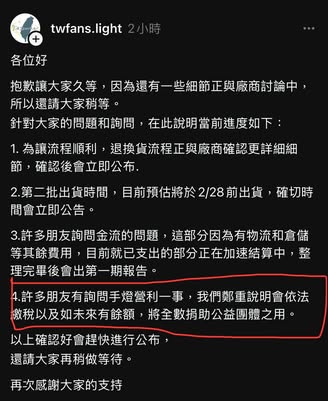 twfans.light 2小時
各位好
抱歉讓大家久等，因為還有一些細節正與廠商討論中，
所以還請大家稍等。
針對大家的問題和詢問，在此說明當前進度如下：
1. 為讓流程順利，退換貨流程正與廠商確認更詳細細
節，確認後會立即公布.
2.第二批出貨時間，目前預估將於2/28前出貨，確切時
間會立即公告。
3.許多朋友詢問金流的問題，這部分因為有物流和倉儲
等其餘費用，目前就已支出的部分正在加速結算中，整
理完畢後會出第一期報告。
4.許多朋友有詢問手燈營利一事，我們鄭重說明會依法
繳稅以及如未來有餘額，將全數捐助公益團體之用。
以上確認好會趕快進行公布，
還請大家再稍做等待。
再次感謝大家的支持